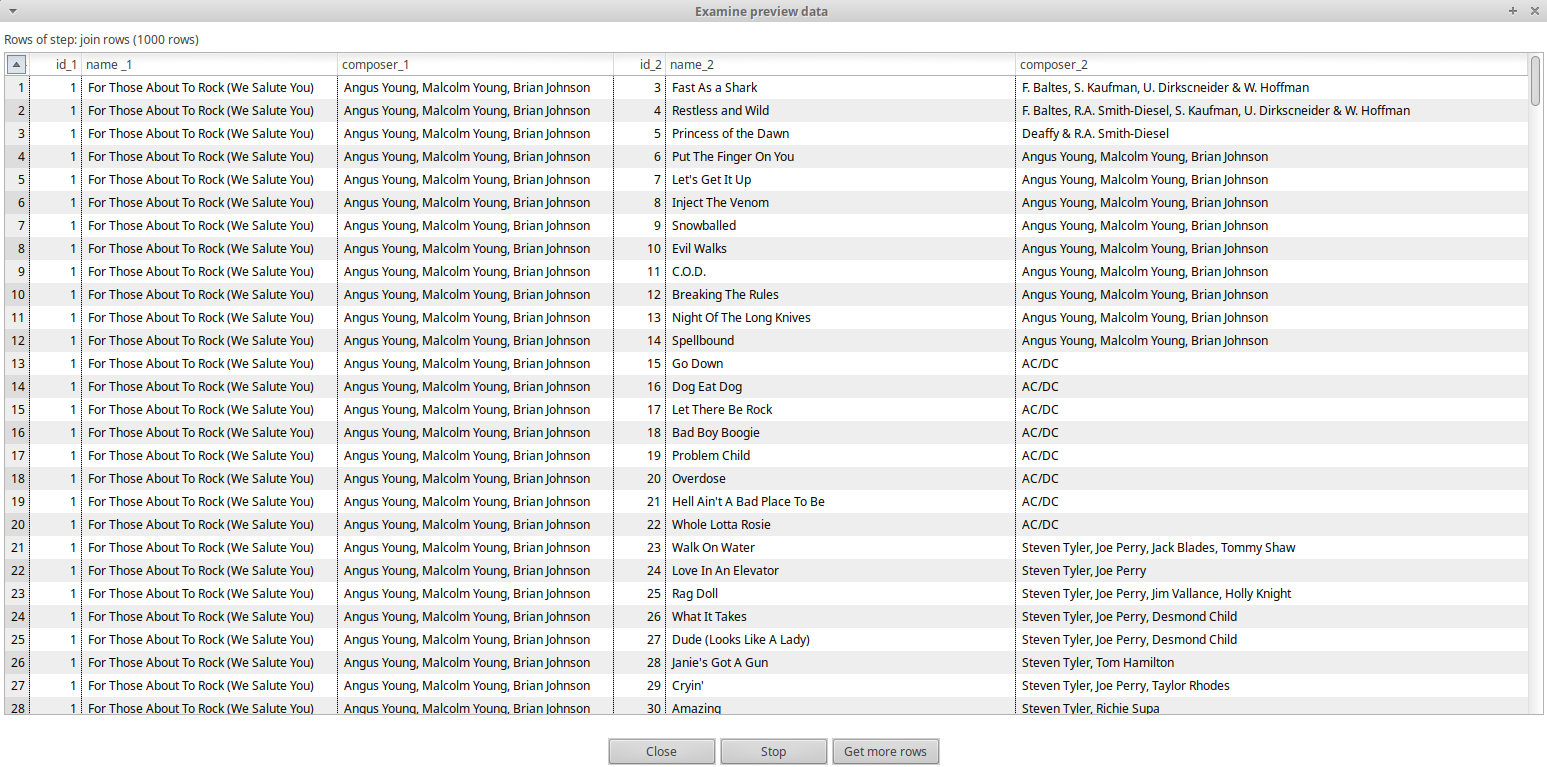 Examine preview data
Rows of step: join rows (1000 rows)
id_1 name _1 composer_1 id_2 name_2 composer_2
1 1 For Those About To Rock (We Salute You) Angus Young, Malcolm Young, Brian Johnson 3 Fast As a Shark F. Baltes, S. Kaufman, U. Dirkscneider & W. Hoffman
2 1 For Those About To Rock (We Salute You) Angus Young, Malcolm Young, Brian Johnson 4 Restless and Wild F. Baltes, R.A. Smith-Diesel, S. Kaufman, U. Dirkscneider & W. Hoffman
3 1 For Those About To Rock (We Salute You) Angus Young, Malcolm Young, Brian Johnson 5 Princess of the Dawn Deaffy & R.A. Smith-Diesel
4 1 For Those About To Rock (We Salute You) Angus Young, Malcolm Young, Brian Johnson 6 Put The Finger On You Angus Young, Malcolm Young, Brian Johnson
5 1 For Those About To Rock (We Salute You) Angus Young, Malcolm Young, Brian Johnson 7 Let's Get It Up Angus Young, Malcolm Young, Brian Johnson
6 1 For Those About To Rock (We Salute You) Angus Young, Malcolm Young, Brian Johnson 8 Inject The Venom Angus Young, Malcolm Young, Brian Johnson
7 1 For Those About To Rock (We Salute You) Angus Young, Malcolm Young, Brian Johnson 9 Snowballed Angus Young, Malcolm Young, Brian Johnson
8 1 For Those About To Rock (We Salute You) Angus Young, Malcolm Young, Brian Johnson 10 Evil Walks Angus Young, Malcolm Young, Brian Johnson
9 1 For Those About To Rock (We Salute You) Angus Young, Malcolm Young, Brian Johnson 11 C.O.D. Angus Young, Malcolm Young, Brian Johnson
10 1 For Those About To Rock (We Salute You) Angus Young, Malcolm Young, Brian Johnson 12 Breaking The Rules Angus Young, Malcolm Young, Brian Johnson
11 1 For Those About To Rock (We Salute You) Angus Young, Malcolm Young, Brian Johnson 13 Night Of The Long Knives Angus Young, Malcolm Young, Brian Johnson
12 1 For Those About To Rock (We Salute You) Angus Young, Malcolm Young, Brian Johnson 14 Spellbound Angus Young, Malcolm Young, Brian Johnson
13 1 For Those About To Rock (We Salute You) Angus Young, Malcolm Young, Brian Johnson 15 Go Down AC/DC
14 1 For Those About To Rock (We Salute You) Angus Young, Malcolm Young, Brian Johnson 16 Dog Eat Dog AC/DC
15 1 For Those About To Rock (We Salute You) Angus Young, Malcolm Young, Brian Johnson 17 Let There Be Rock AC/DC
16 1 For Those About To Rock (We Salute You) Angus Young, Malcolm Young, Brian Johnson 18 Bad Boy Boogie AC/DC
17 1 For Those About To Rock (We Salute You) Angus Young, Malcolm Young, Brian Johnson 19 Problem Child AC/DC
18 1 For Those About To Rock (We Salute You) Angus Young, Malcolm Young, Brian Johnson 20 Overdose AC/DC
19 1 For Those About To Rock (We Salute You) Angus Young, Malcolm Young, Brian Johnson 21 Hell Ain't A Bad Place To Be AC/DC
20 1 For Those About To Rock (We Salute You) Angus Young, Malcolm Young, Brian Johnson 22 Whole Lotta Rosie AC/DC
21 1 For Those About To Rock (We Salute You) Angus Young, Malcolm Young, Brian Johnson 23 Walk On Water Steven Tyler, Joe Perry, Jack Blades, Tommy Shaw
22 1 For Those About To Rock (We Salute You) Angus Young, Malcolm Young, Brian Johnson 24 Love In An Elevator Steven Tyler, Joe Perry
23 1 For Those About To Rock (We Salute You) Angus Young, Malcolm Young, Brian Johnson 25 Rag Doll Steven Tyler, Joe Perry, Jim Vallance, Holly Knight
24 1 For Those About To Rock (We Salute You) Angus Young, Malcolm Young, Brian Johnson 26 What It Takes Steven Tyler, Joe Perry, Desmond Child
25 1 For Those About To Rock (We Salute You) Angus Young, Malcolm Young, Brian Johnson 27 Dude (Looks Like A Lady) Steven Tyler, Joe Perry, Desmond Child
26 1 For Those About To Rock (We Salute You) Angus Young, Malcolm Young, Brian Johnson 28 Janie's Got A Gun Steven Tyler, Tom Hamilton
27 1 For Those About To Rock (We Salute You) Angus Young, Malcolm Young, Brian Johnson 29 Cryin' Steven Tyler, Joe Perry, Taylor Rhodes
28 1 For Those About To Rock (We Salute You) Angus Young, Malcolm Young, Brian Johnson 30 Amazing Steven Tyler, Richie Supa
Close Stop Get more rows